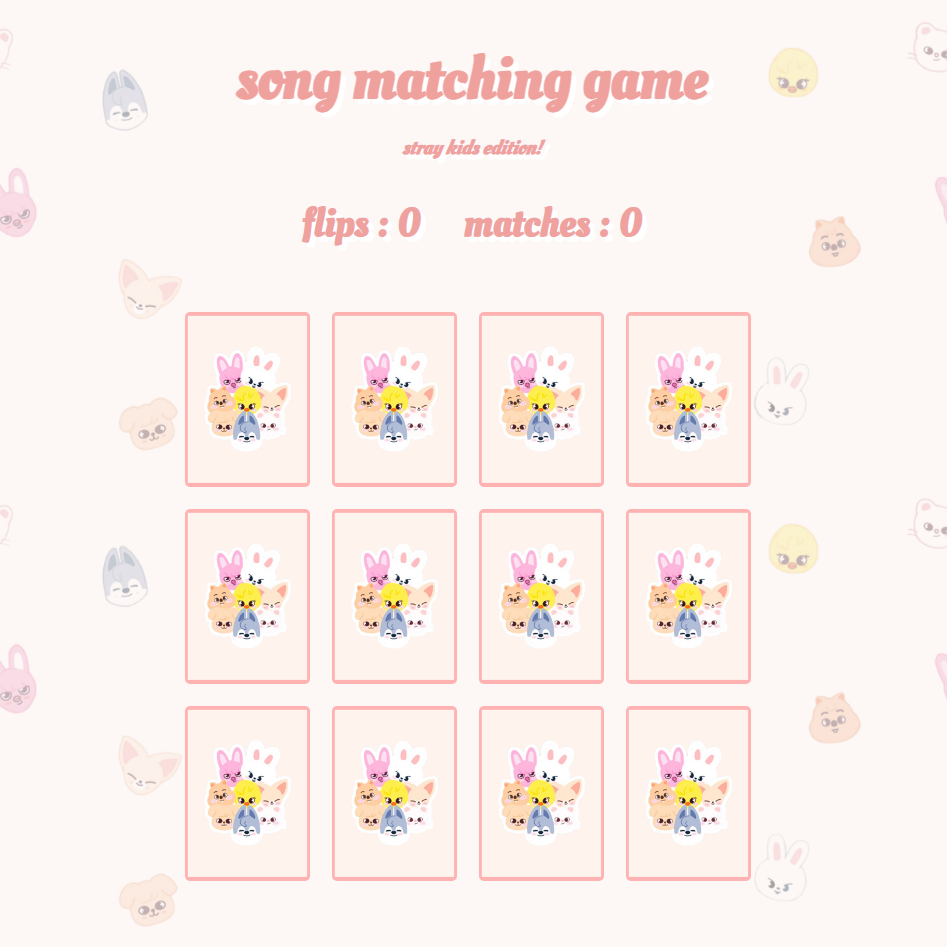 song matching game
stray kids edition!
flips : 0 matches : 0